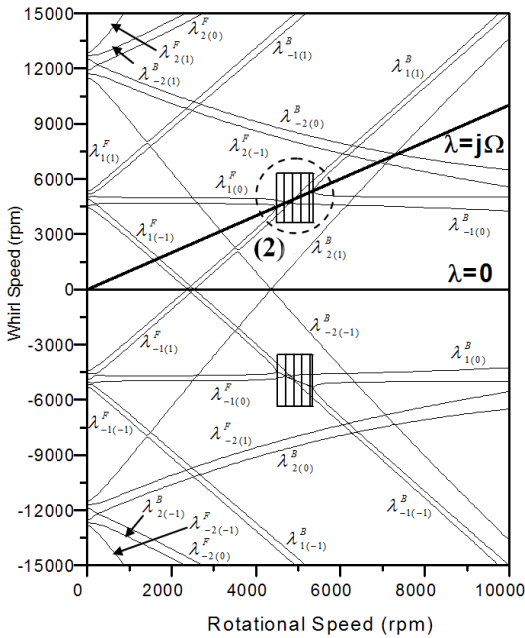 15000
12000
9000
6000
3000
0
-3000
-6000
-9000
-12000
-15000
Whirl Speed (rpm)
λ^F_2(0)
λ^F_2(1)
λ^B_-2(1)
λ^F_-1(1)
λ^B_1(1)
λ^B_-2(0)
λ^F_2(-1)
λ=jΩ
λ^F_1(1)
λ^F_1(0)
λ^F_1(-1)
(2)
λ^B_2(1)
λ^B_-1(0)
λ=0
λ^B_-2(-1)
λ^F_-1(1)
λ^B_1(0)
λ^F_-1(0)
λ^F_-1(-1)
λ^F_-2(1)
λ^B_2(0)
λ^B_2(-1)
λ^F_-2(-1)
λ^F_-2(0)
λ^B_1(-1)
λ^B_-1(-1)
0 2000 4000 6000 8000 10000
Rotational Speed (rpm)